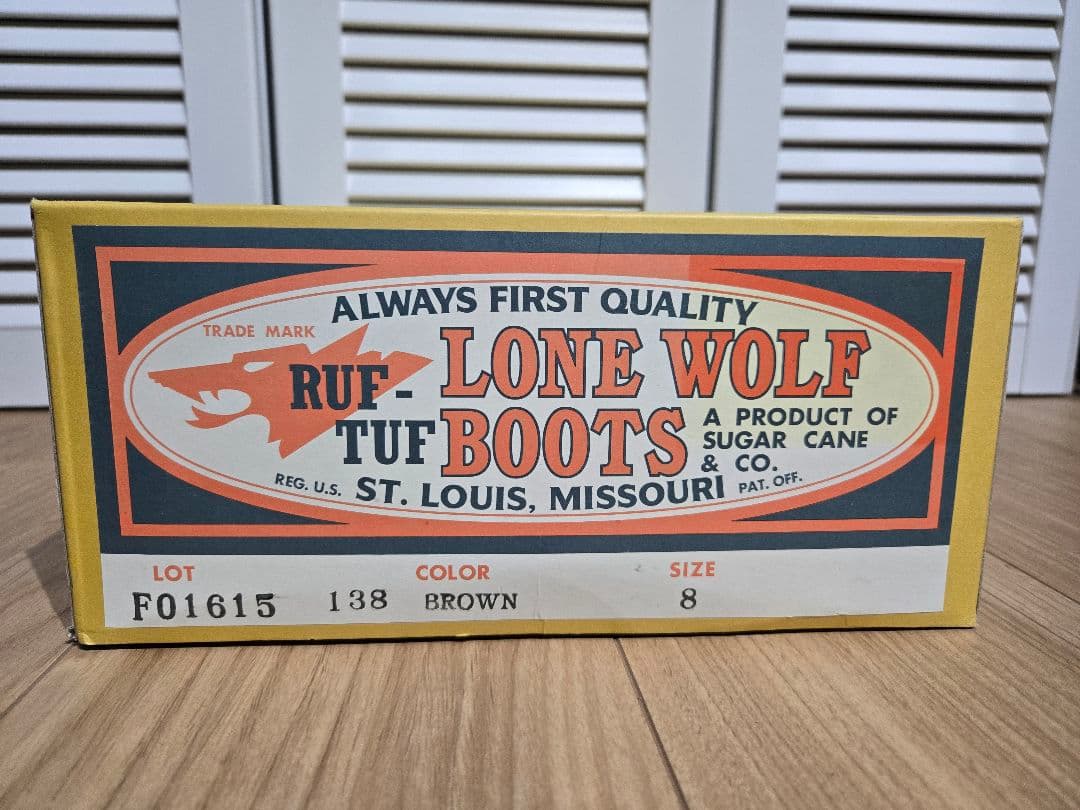 ALWAYS FIRST QUALITY
TRADE MARK
RUF-
TUF
LONE WOLF
BOOTS
A PRODUCT OF
SUGAR CANE
& CO.
REG. U.S. ST. LOUIS, MISSOURI PAT. OFF.
LOT COLOR SIZE
F01615 138 BROWN 8